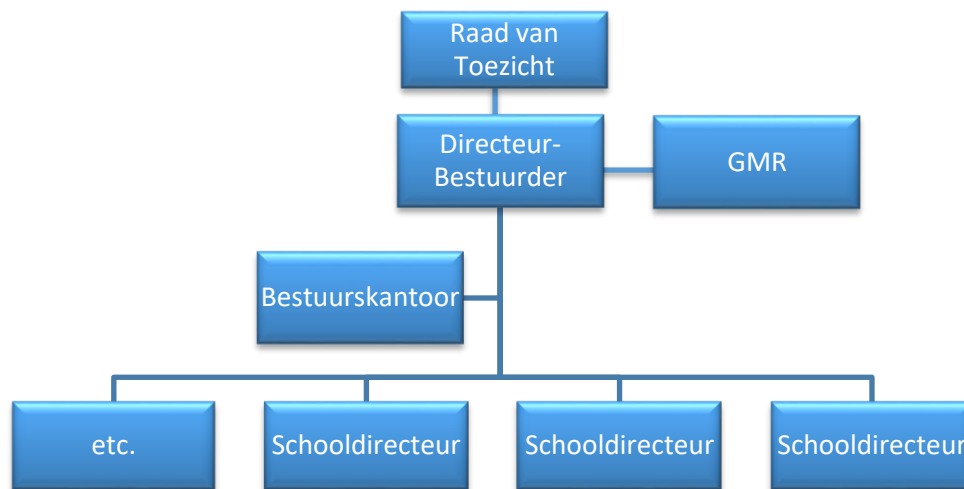 Raad van
Toezicht
Directeur-
Bestuurder
GMR
Bestuurskantoor
etc.
Schooldirecteur
Schooldirecteur
Schooldirecteur